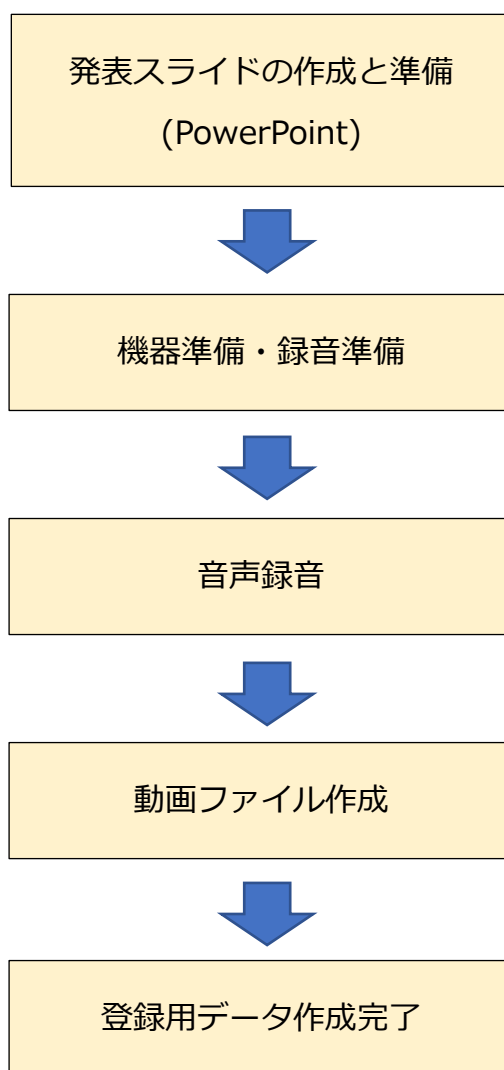 発表スライドの作成と準備
(PowerPoint)
機器準備・録音準備
音声録音
動画ファイル作成
登録用データ作成完了